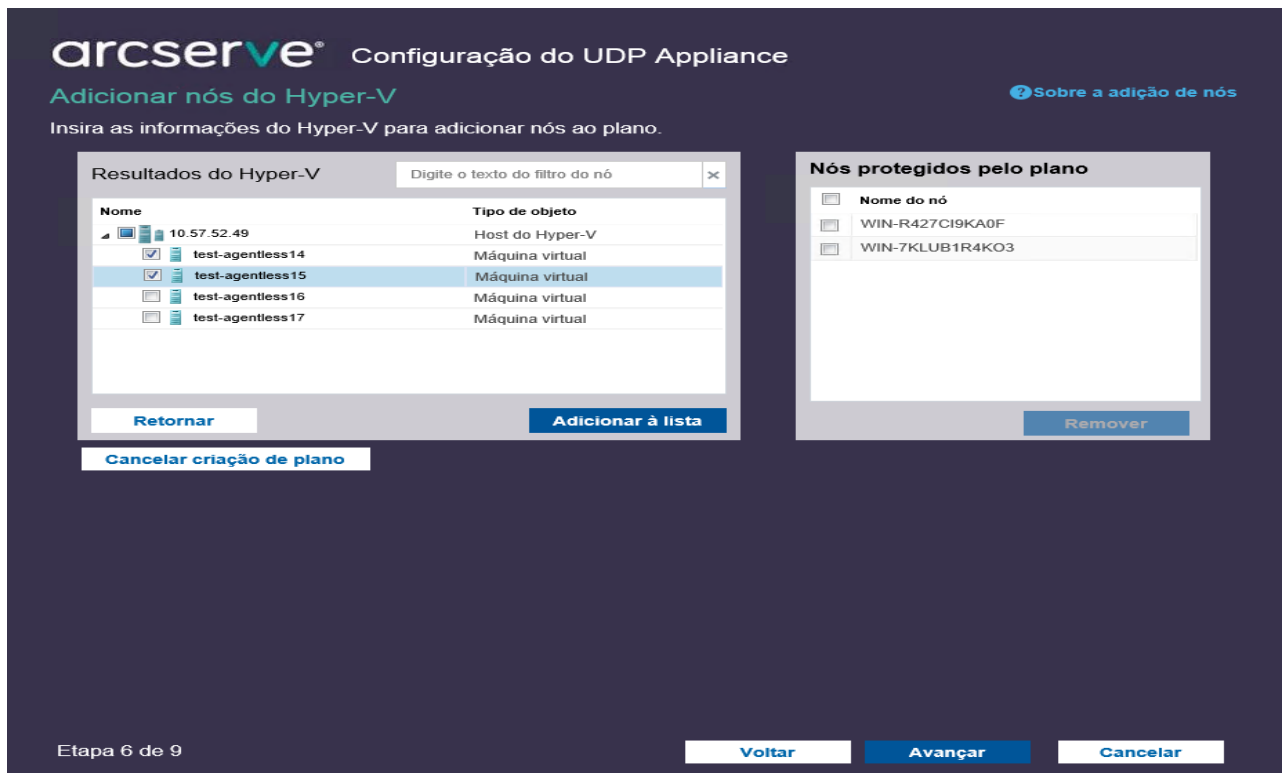 arcserve® Configuração do UDP Appliance
Adicionar nós do Hyper-V
?Sobre a adição de nós
Insira as informações do Hyper-V para adicionar nós ao plano.
Resultados do Hyper-V
Digite o texto do filtro do nó
Nome Tipo de objeto
10.57.52.49 Host do Hyper-V
test-agentless14 Máquina virtual
test-agentless15 Máquina virtual
test-agentless16 Máquina virtual
test-agentless17 Máquina virtual
Retornar Adicionar à lista
Cancelar criação de plano
Nós protegidos pelo plano
Nome do nó
WIN-R427CI9KA0F
WIN-7KLUB1R4KO3
Remover
Etapa 6 de 9
Voltar Avançar Cancelar